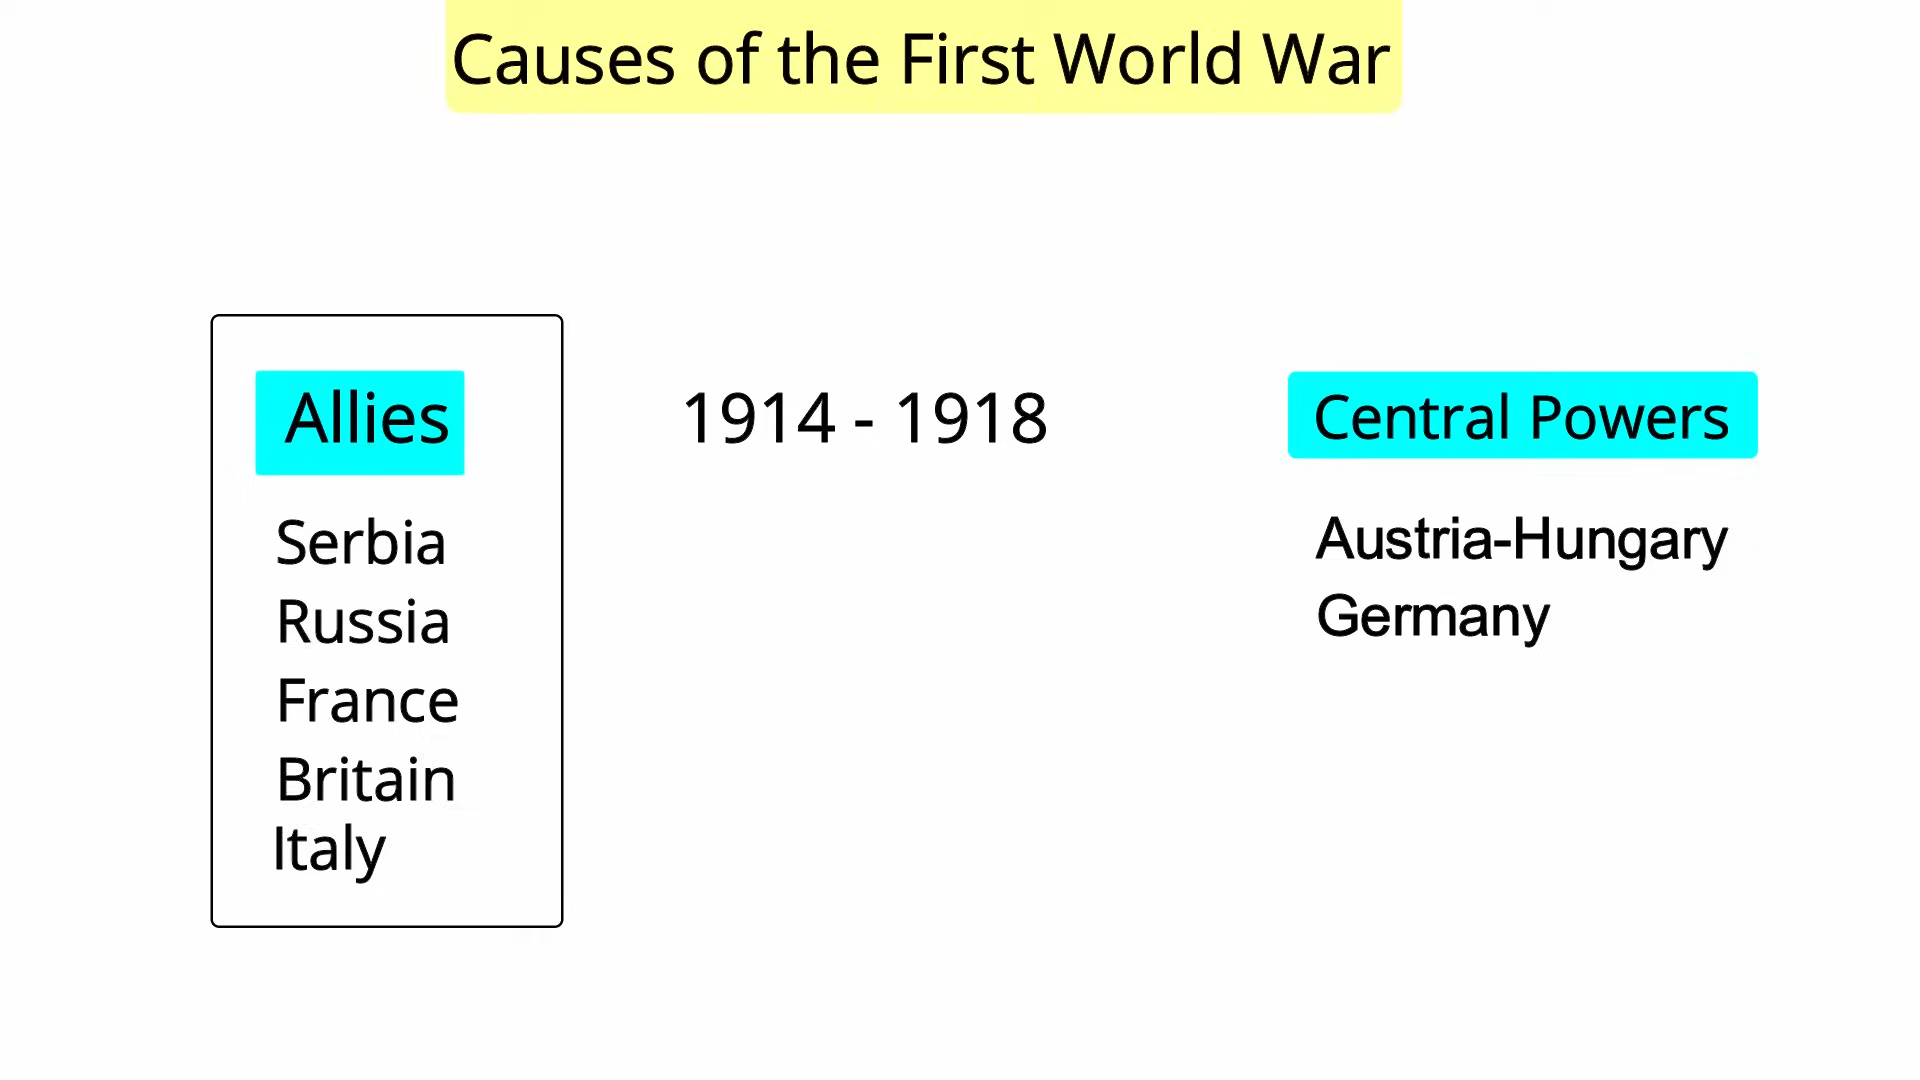 Causes of the First World War
Allies
Serbia
Russia
France
Britain
Italy
1914 - 1918
Central Powers
Austria-Hungary
Germany